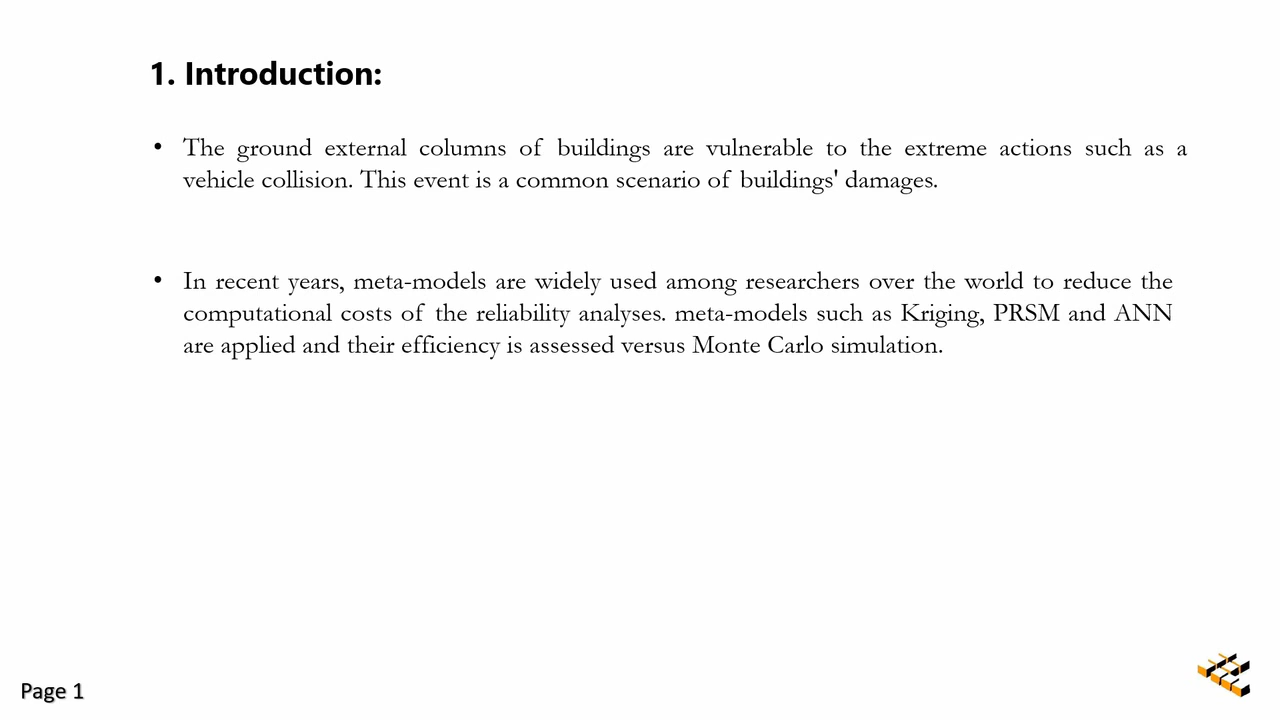 1. Introduction:
• The ground external columns of buildings are vulnerable to the extreme actions such as a
vehicle collision. This event is a common scenario of buildings' damages.
• In recent years, meta-models are widely used among researchers over the world to reduce the
computational costs of the reliability analyses. meta-models such as Kriging, PRSM and ANN
are applied and their efficiency is assessed versus Monte Carlo simulation.
Page 1